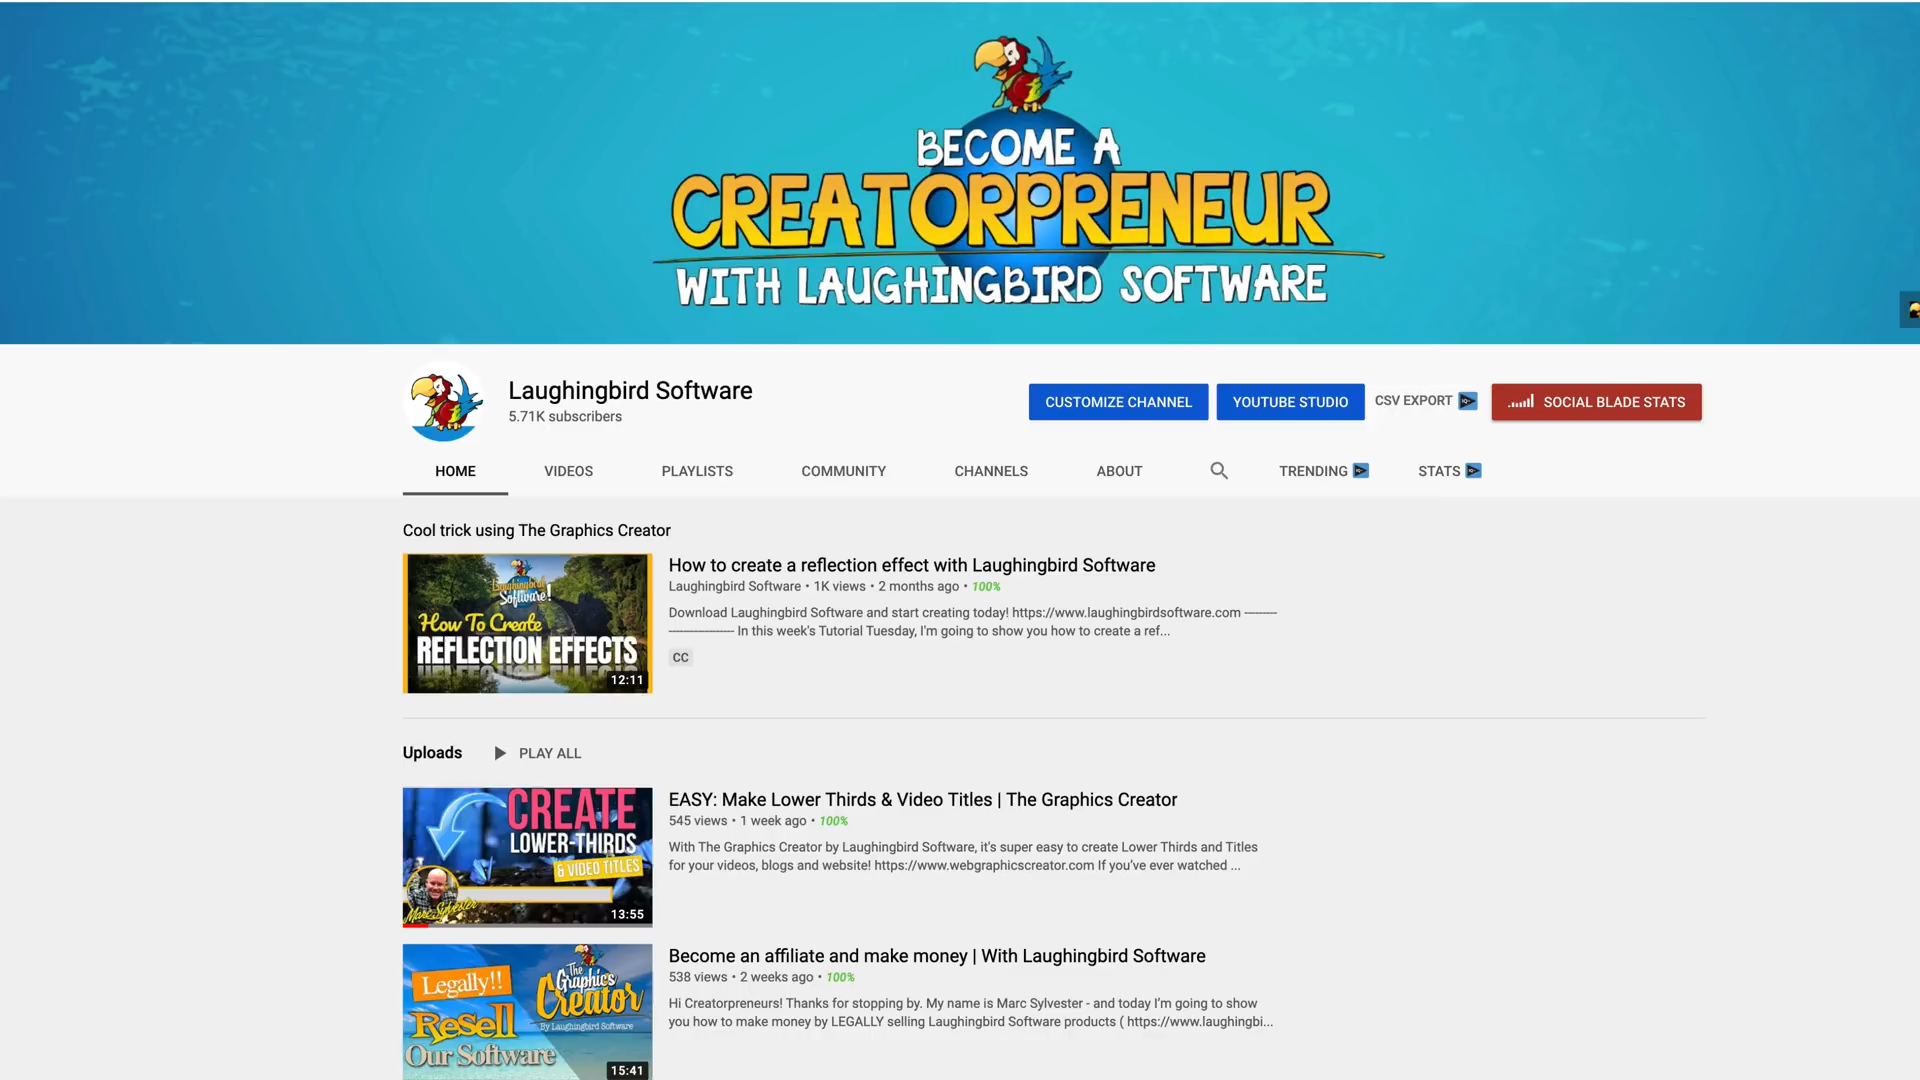 BECOME A
CREATORPRENEUR
WITH LAUGHINGBIRD SOFTWARE
Laughingbird Software
5.71K subscribers
CUSTOMIZE CHANNEL
YOUTUBE STUDIO
CSV EXPORT
SOCIAL BLADE STATS
HOME
VIDEOS
PLAYLISTS
COMMUNITY
CHANNELS
ABOUT
TRENDING
STATS
Cool trick using The Graphics Creator
Laughingbird
Software!
How To Create
REFLECTION EFFECTS
12:11
How to create a reflection effect with Laughingbird Software
Laughingbird Software • 1K views • 2 months ago • 100%
Download Laughingbird Software and start creating today! https://www.laughingbirdsoftware.com ---------
------------------ In this week's Tutorial Tuesday, I'm going to show you how to create a ref...
CC
Uploads
PLAY ALL
CREATE
LOWER-THIRDS
& VIDEO TITLES
Marc Sylvester
13:55
EASY: Make Lower Thirds & Video Titles | The Graphics Creator
545 views • 1 week ago • 100%
With The Graphics Creator by Laughingbird Software, it's super easy to create Lower Thirds and Titles
for your videos, blogs and website! https://www.webgraphicscreator.com If you've ever watched ...
Legally!!
ReSell
Our Software
The
Graphics
Creator
By Laughingbird Software
15:41
Become an affiliate and make money | With Laughingbird Software
538 views • 2 weeks ago • 100%
Hi Creatorpreneurs! Thanks for stopping by. My name is Marc Sylvester - and today I'm going to show
you how to make money by LEGALLY selling Laughingbird Software products ( https://www.laughingbi...